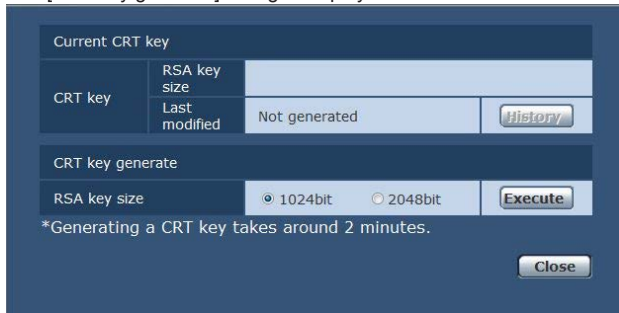 Current CRT key
CRT key
RSA key size
Last modified
Not generated
History
CRT key generate
RSA key size
1024bit 2048bit
Execute
*Generating a CRT key takes around 2 minutes.
Close